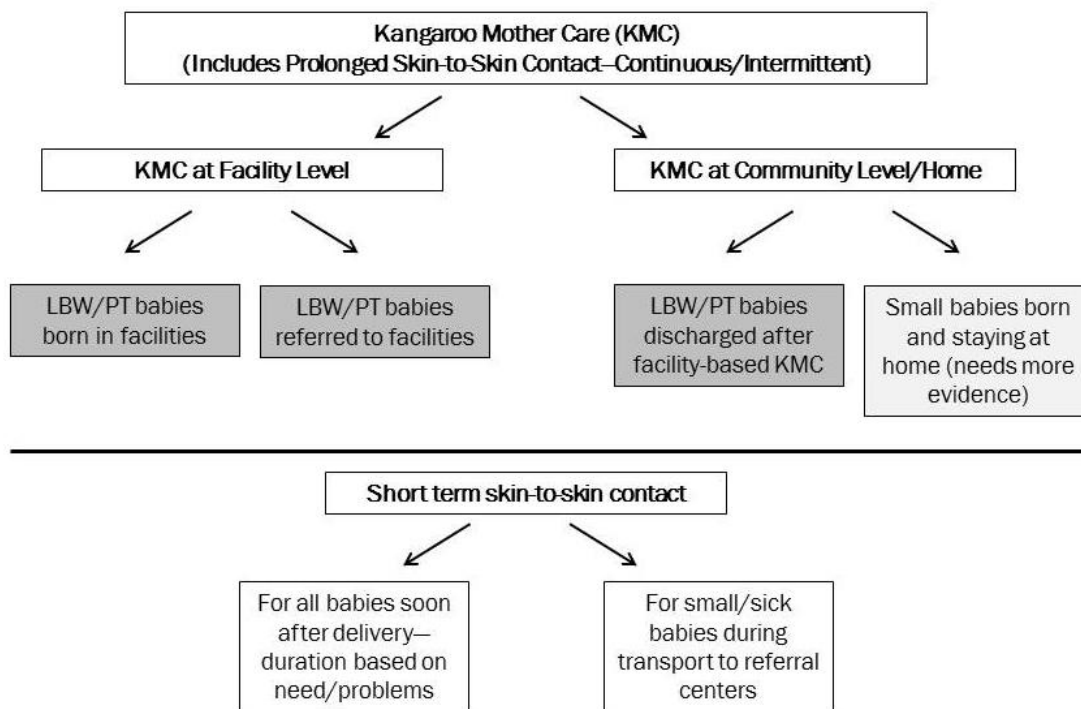 Kangaroo Mother Care (KMC)
(Includes Prolonged Skin-to-Skin Contact–Continuous/Intermittent)
KMC at Facility Level
KMC at Community Level/Home
LBW/PT babies
born in facilities
LBW/PT babies
referred to facilities
LBW/PT babies
discharged after
facility-based KMC
Small babies born
and staying at
home (needs more
evidence)
Short term skin-to-skin contact
For all babies soon
after delivery—
duration based on
need/problems
For small/sick
babies during
transport to referral
centers